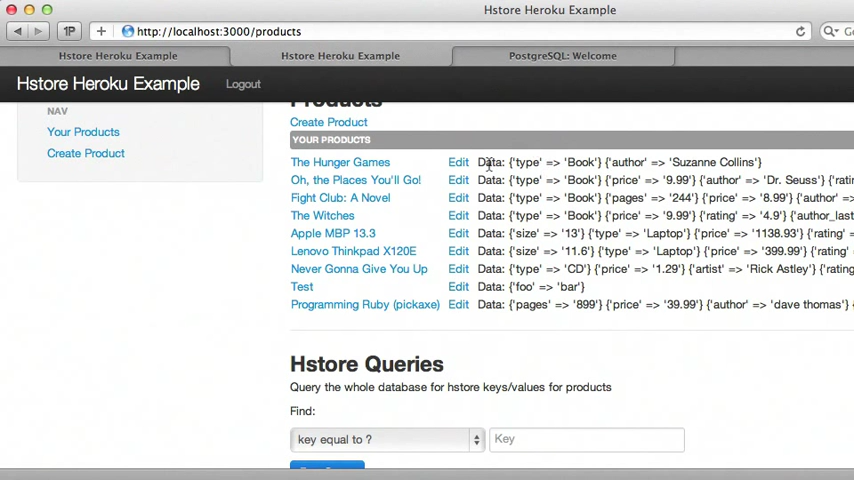 Hstore Heroku Example
1P
+
http://localhost:3000/products
Hstore Heroku Example
Hstore Heroku Example
PostgreSQL: Welcome
Hstore Heroku Example
Logout
NAV
Your Products
Create Product
Products
Create Product
YOUR PRODUCTS
The Hunger Games Edit Data: {'type' => 'Book'} {'author' => 'Suzanne Collins'}
Oh, the Places You'll Go! Edit Data: {'type' => 'Book'} {'price' => '9.99'} {'author' => 'Dr. Seuss'} {'ratin
Fight Club: A Novel Edit Data: {'type' => 'Book'} {'pages' => '244'} {'price' => '8.99'} {'author' =>
The Witches Edit Data: {'type' => 'Book'} {'price' => '9.99'} {'rating' => '4.9'} {'author_last
Apple MBP 13.3 Edit Data: {'size' => '13'} {'type' => 'Laptop'} {'price' => '1138.93'} {'rating' =
Lenovo Thinkpad X120E Edit Data: {'size' => '11.6'} {'type' => 'Laptop'} {'price' => '399.99'} {'rating'
Never Gonna Give You Up Edit Data: {'type' => 'CD'} {'price' => '1.29'} {'artist' => 'Rick Astley'} {'rating
Test Edit Data: {'foo' => 'bar'}
Programming Ruby (pickaxe) Edit Data: {'pages' => '899'} {'price' => '39.99'} {'author' => 'dave thomas'} {'
Hstore Queries
Query the whole database for hstore keys/values for products
Find:
key equal to ?
Key